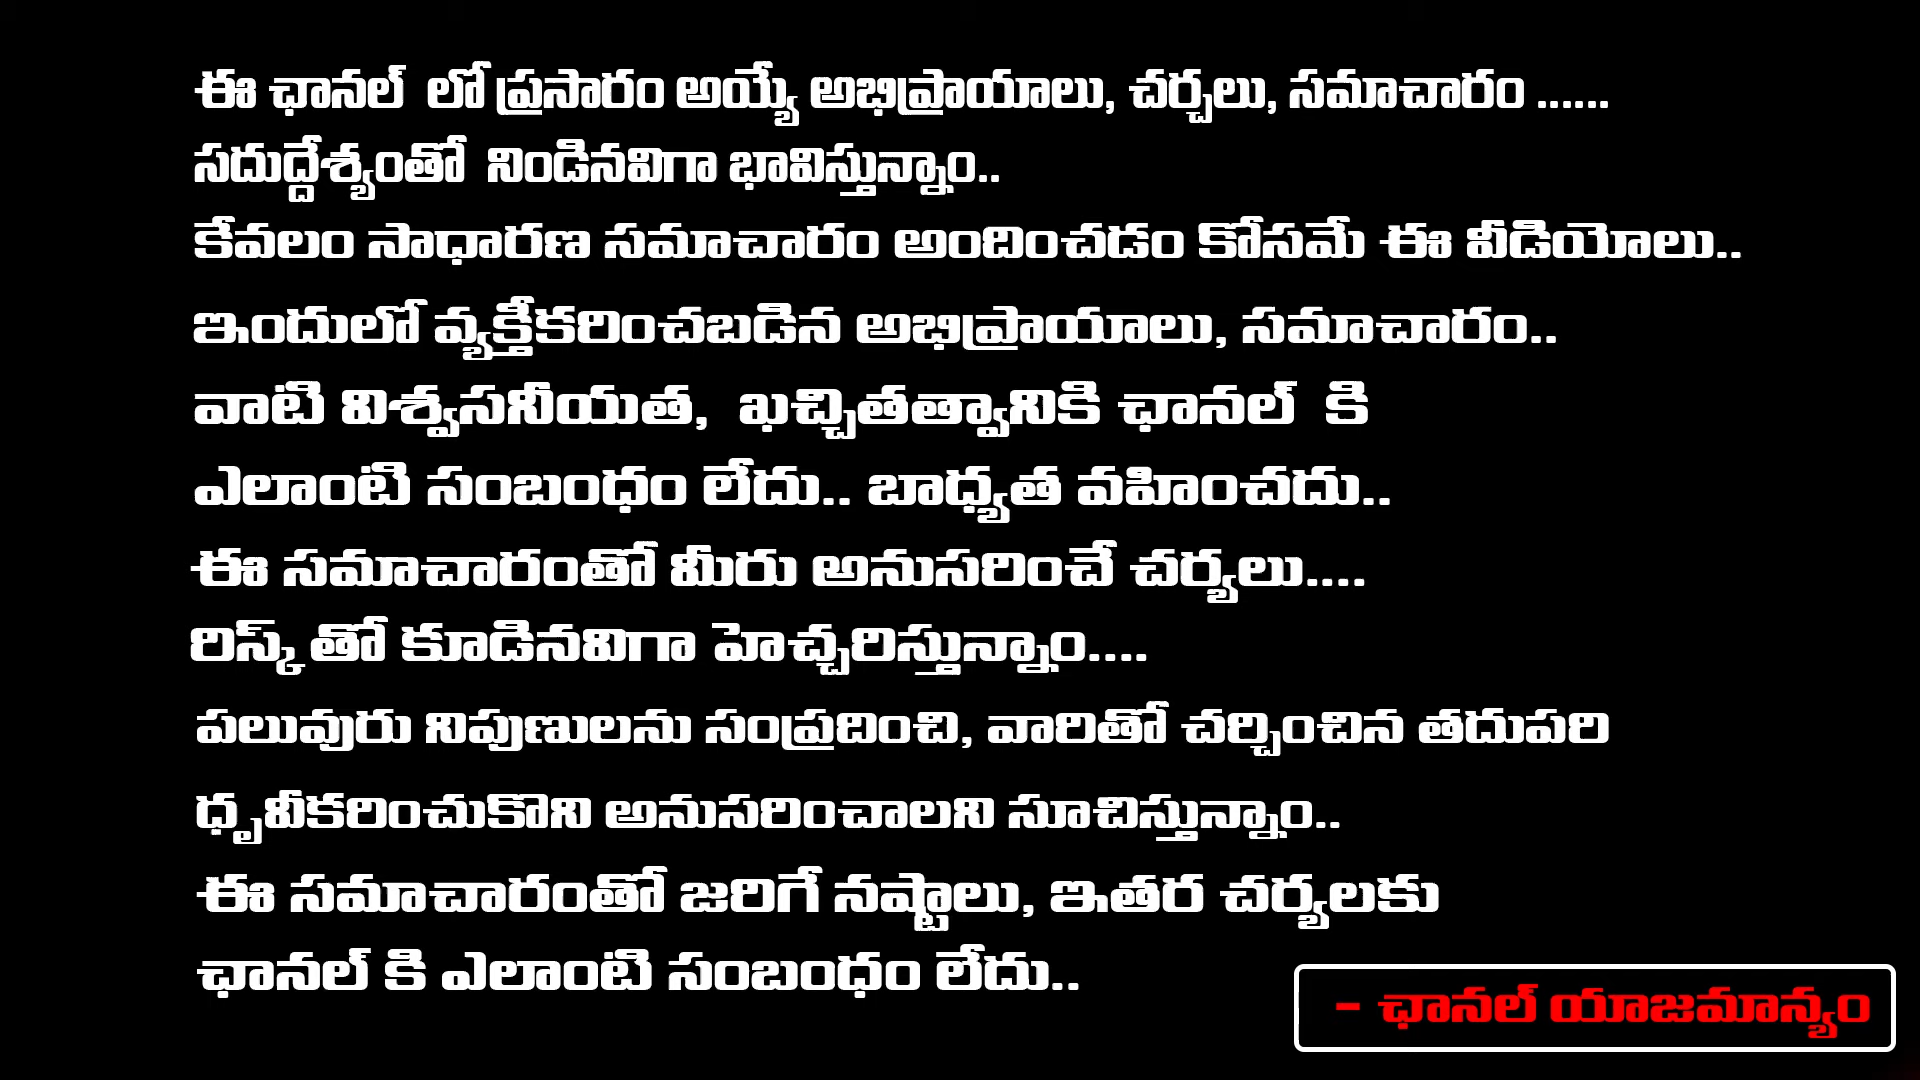 ఈ ఛానల్ లో ప్రసారం అయ్యే అభిప్రాయాలు, చర్చలు, సమాచారం ......
సదుద్దేశ్యంతో నిండినవిగా భావిస్తున్నాం..
కేవలం సాధారణ సమాచారం అందించడం కోసమే ఈ వీడియోలు..
ఇందులో వ్యక్తీకరించబడిన అభిప్రాయాలు, సమాచారం..
వాటి విశ్వసనీయత, ఖచ్చితత్వానికి ఛానల్ కి
ఎలాంటి సంబంధం లేదు.. బాధ్యత వహించదు..
ఈ సమాచారంతో మీరు అనుసరించే చర్యలు....
రిస్క్ తో కూడినవిగా హెచ్చరిస్తున్నాం....
పలువురు నిపుణులను సంప్రదించి, వారితో చర్చించిన తదుపరి
ధృవీకరించుకొని అనుసరించాలని సూచిస్తున్నాం..
ఈ సమాచారంతో జరిగే నష్టాలు, ఇతర చర్యలకు
ఛానల్ కి ఎలాంటి సంబంధం లేదు..
- ఛానల్ యాజమాన్యం